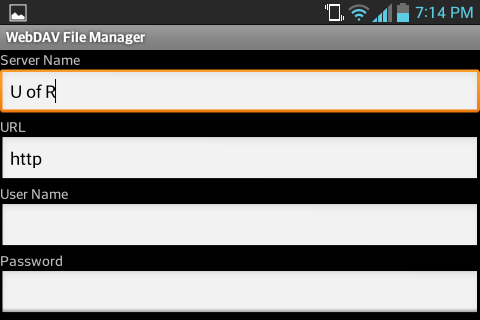 7:14 PM
WebDAV File Manager
Server Name
U of R
URL
http
User Name
Password